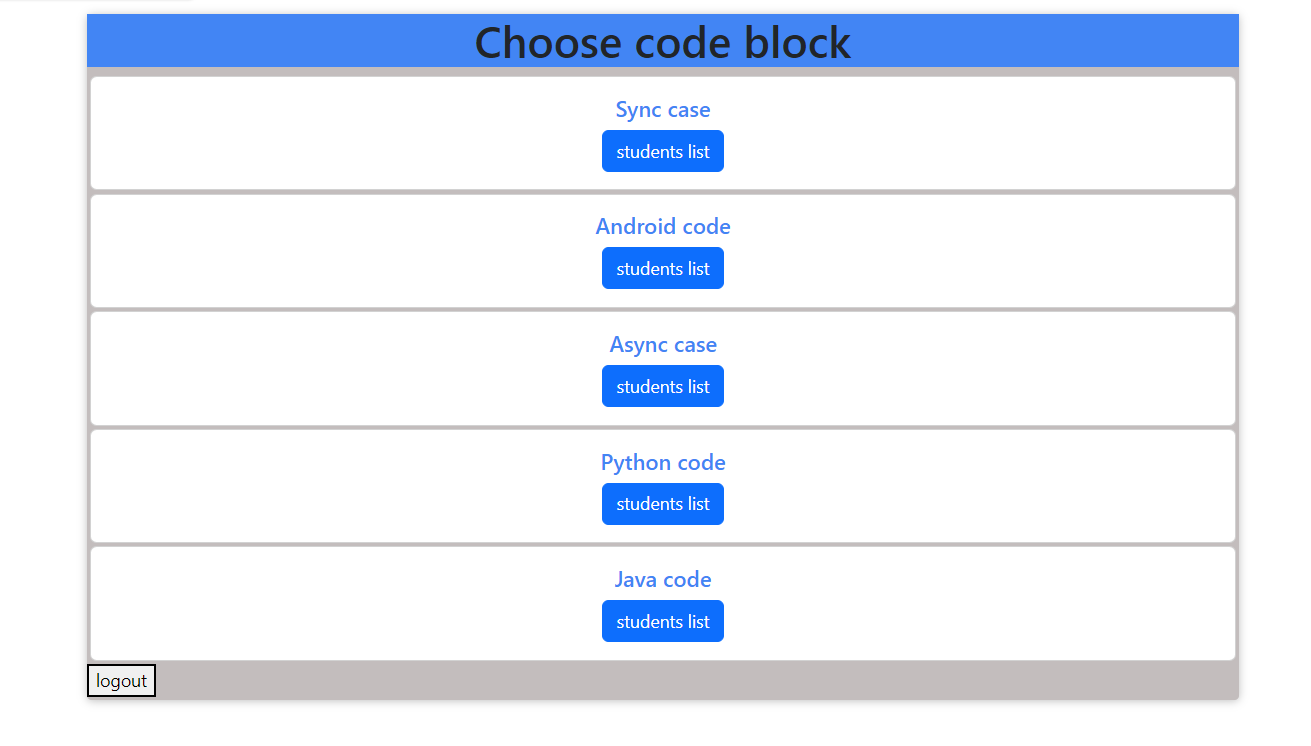 Choose code block
Sync case
students list
Android code
students list
Async case
students list
Python code
students list
Java code
students list
logout